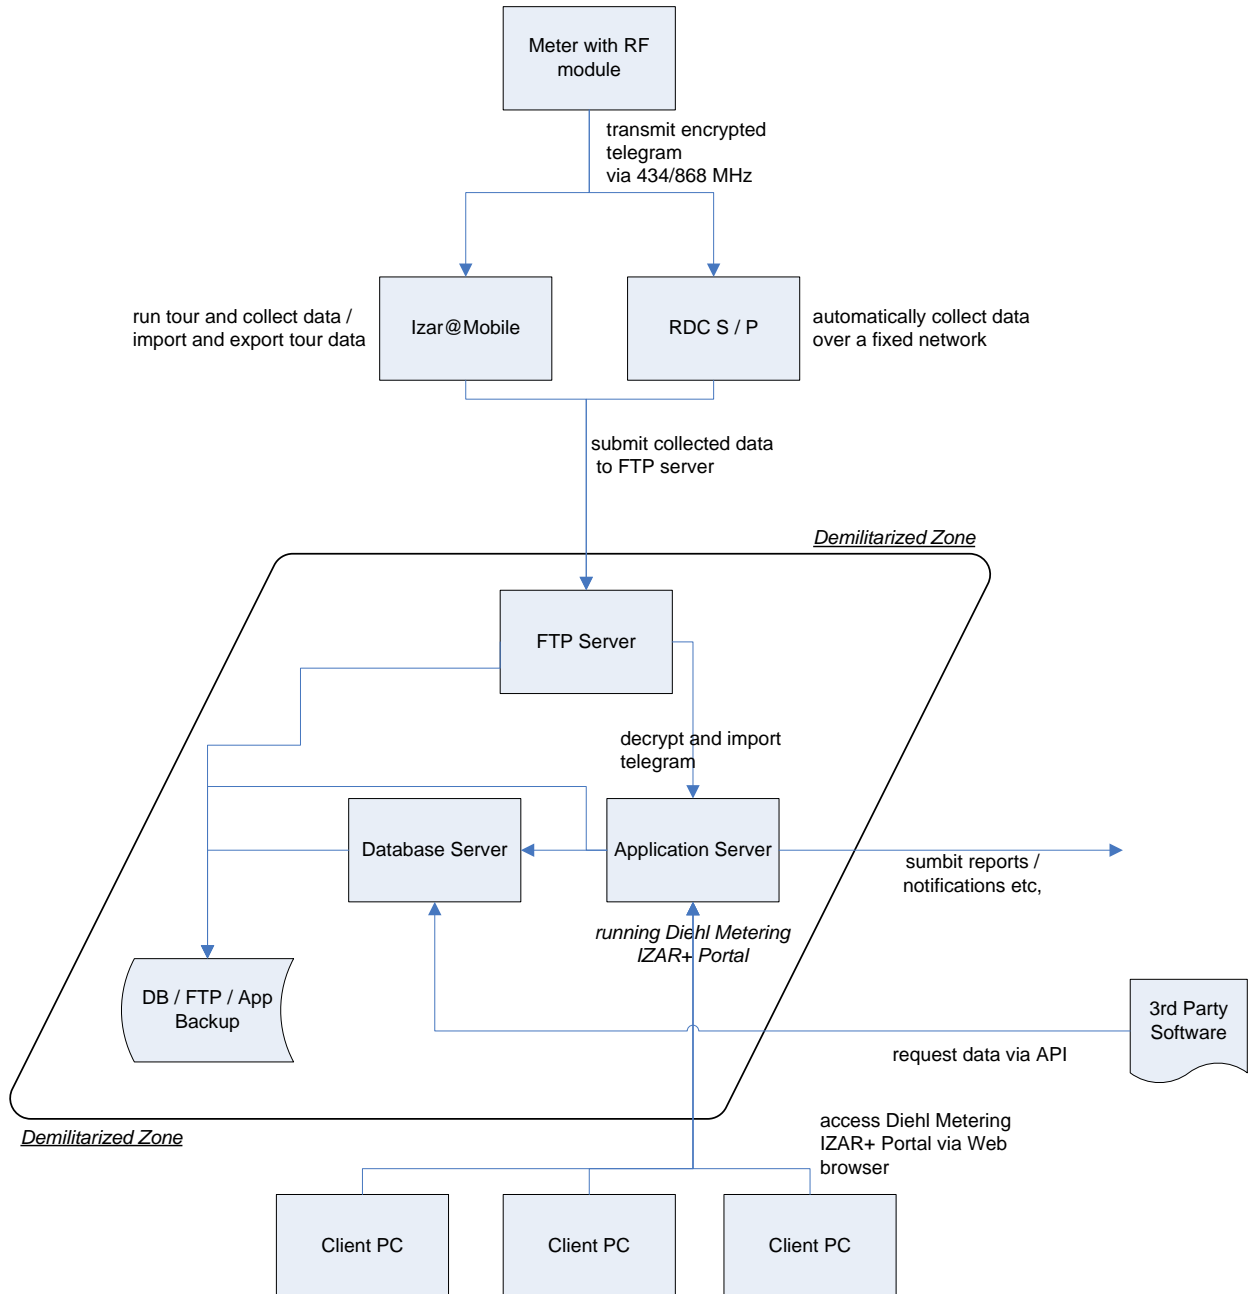 Meter with RF
module
transmit encrypted
telegram
via 434/868 MHz
run tour and collect data /
import and export tour data
Izar@Mobile
RDC S / P
automatically collect data
over a fixed network
submit collected data
to FTP server
Demilitarized Zone
FTP Server
decrypt and import
telegram
Database Server
Application Server
sumbit reports /
notifications etc,
running Diehl Metering
IZAR+ Portal
DB / FTP / App
Backup
3rd Party
Software
request data via API
access Diehl Metering
IZAR+ Portal via Web
browser
Demilitarized Zone
Client PC
Client PC
Client PC